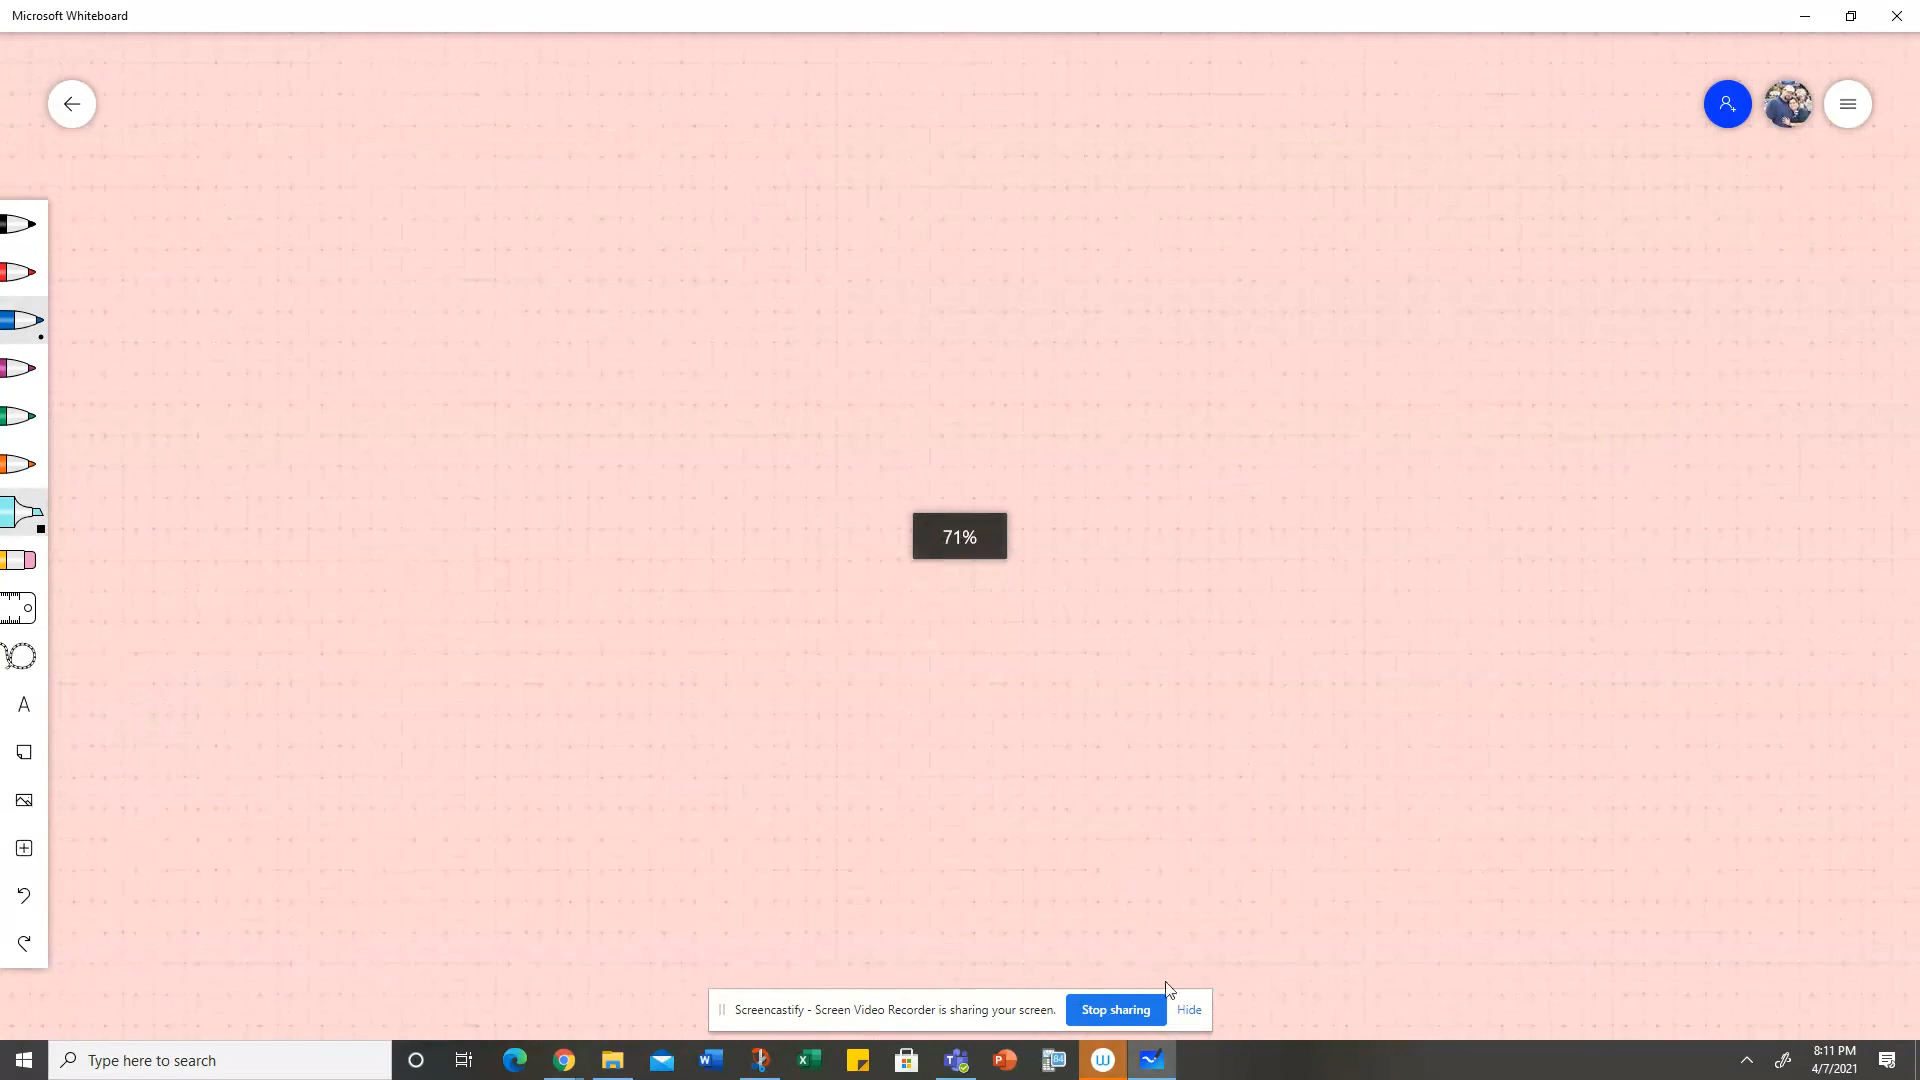 Microsoft Whiteboard
71%
A
Screencastify - Screen Video Recorder is sharing your screen. Stop sharing Hide
Type here to search
84
8:11 PM
4/7/2021